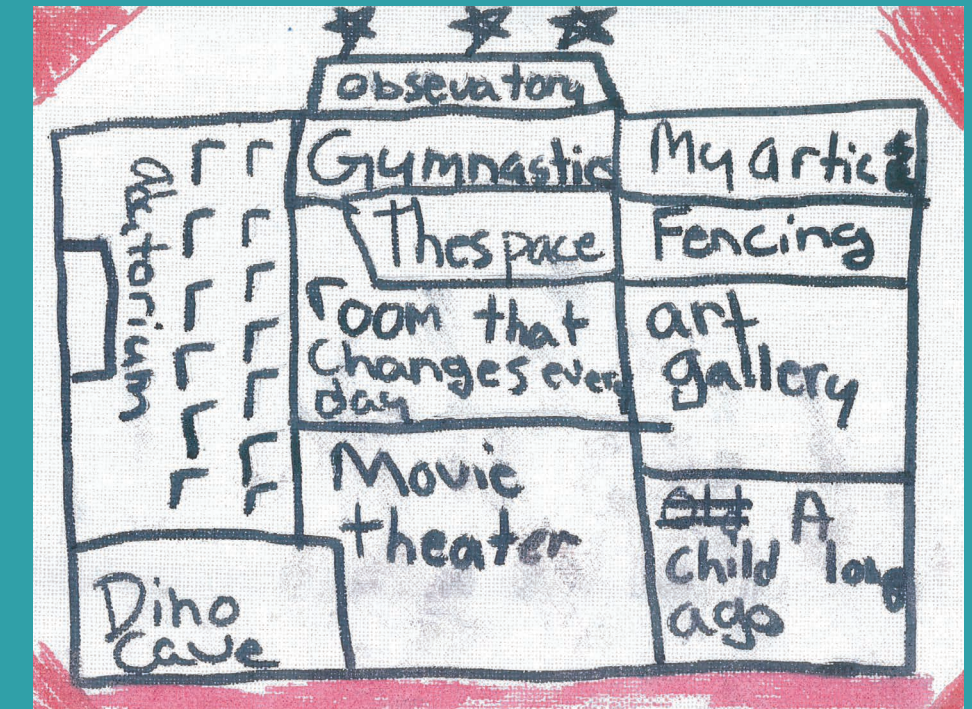 obsevatory
Gymnastic
My artic
Thespace
Fencing
room that
changes every
day
art
gallery
Movie
theater
A
child long
ago
Dino
cave